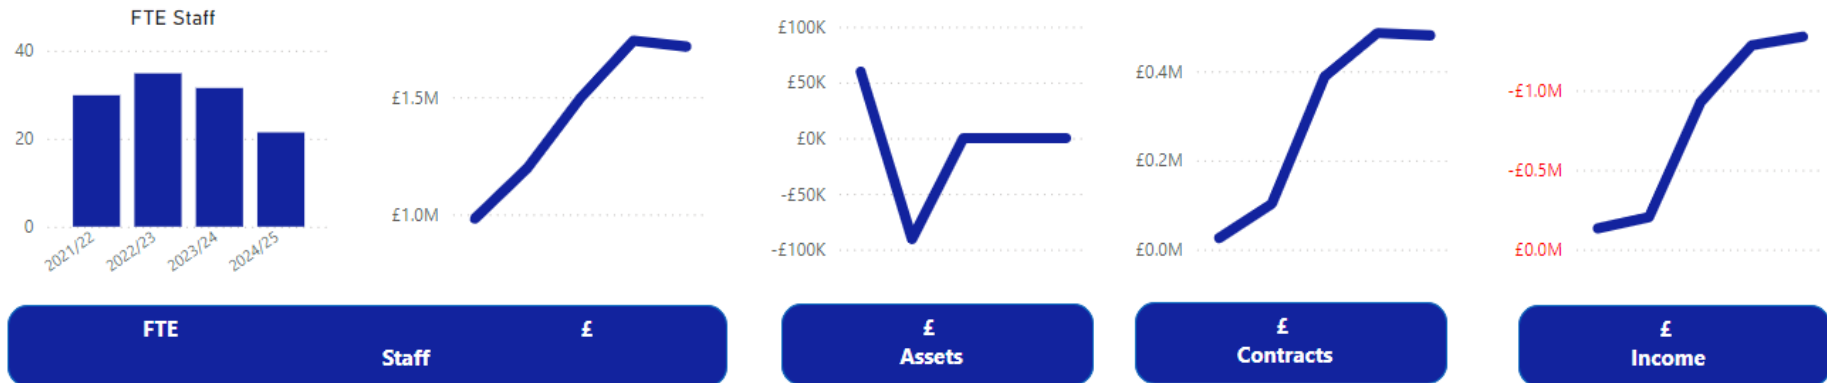 FTE Staff
40
20
0
2021/22
2022/23
2023/24
2024/25
£1.5M
£1.0M
£100K
£50K
£0K
-£50K
-£100K
£0.4M
£0.2M
£0.0M
-£1.0M
-£0.5M
£0.0M
FTE £
Staff
£
Assets
£
Contracts
£
Income